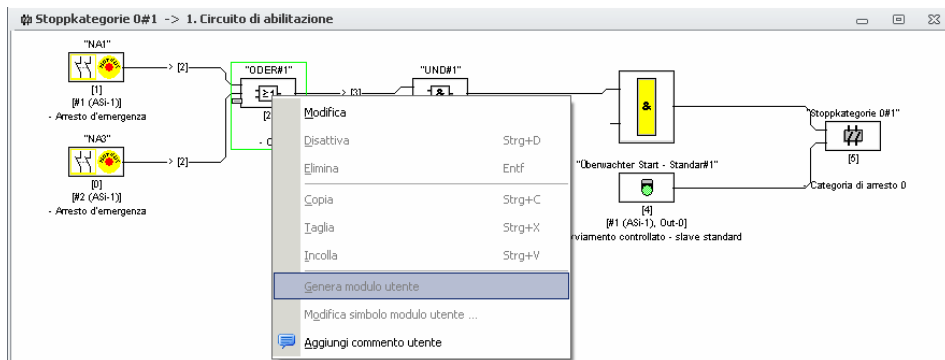 Stoppkategorie 0#1 -> 1. Circuito di abilitazione
"NA1"
[2]
[1]
[#1 (ASi-1)]
- Arresto d'emergenza
"NA3"
[2]
[0]
[#2 (ASi-1)]
- Arresto d'emergenza
"ODER#1"
≥1
[3]
"UND#1"
&
&
"Stoppkategorie 0#1"
[5]
Categoria di arresto 0
"Überwachter Start - Standar#1"
[4]
[#1 (ASi-1), Out-0]
viamento controllato - slave standard
Modifica
Disattiva Strg+D
Elimina Entf
Copia Strg+C
Taglia Strg+X
Incolla Strg+V
Genera modulo utente
Modifica simbolo modulo utente ...
Aggiungi commento utente